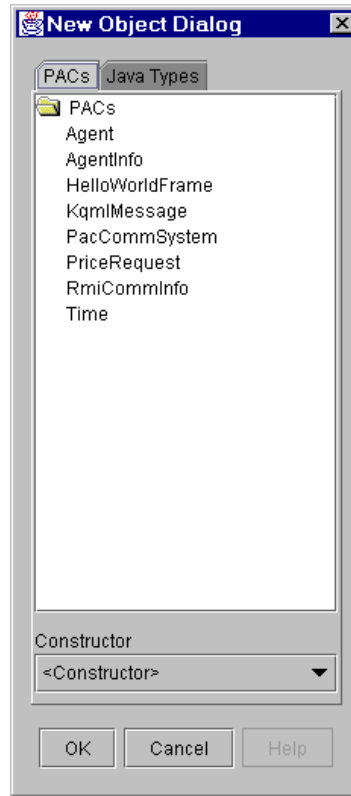 New Object Dialog
PACs Java Types
PACs
Agent
AgentInfo
HelloWorldFrame
KqmlMessage
PacCommSystem
PriceRequest
RmiCommInfo
Time
Constructor
<Constructor>
OK Cancel Help